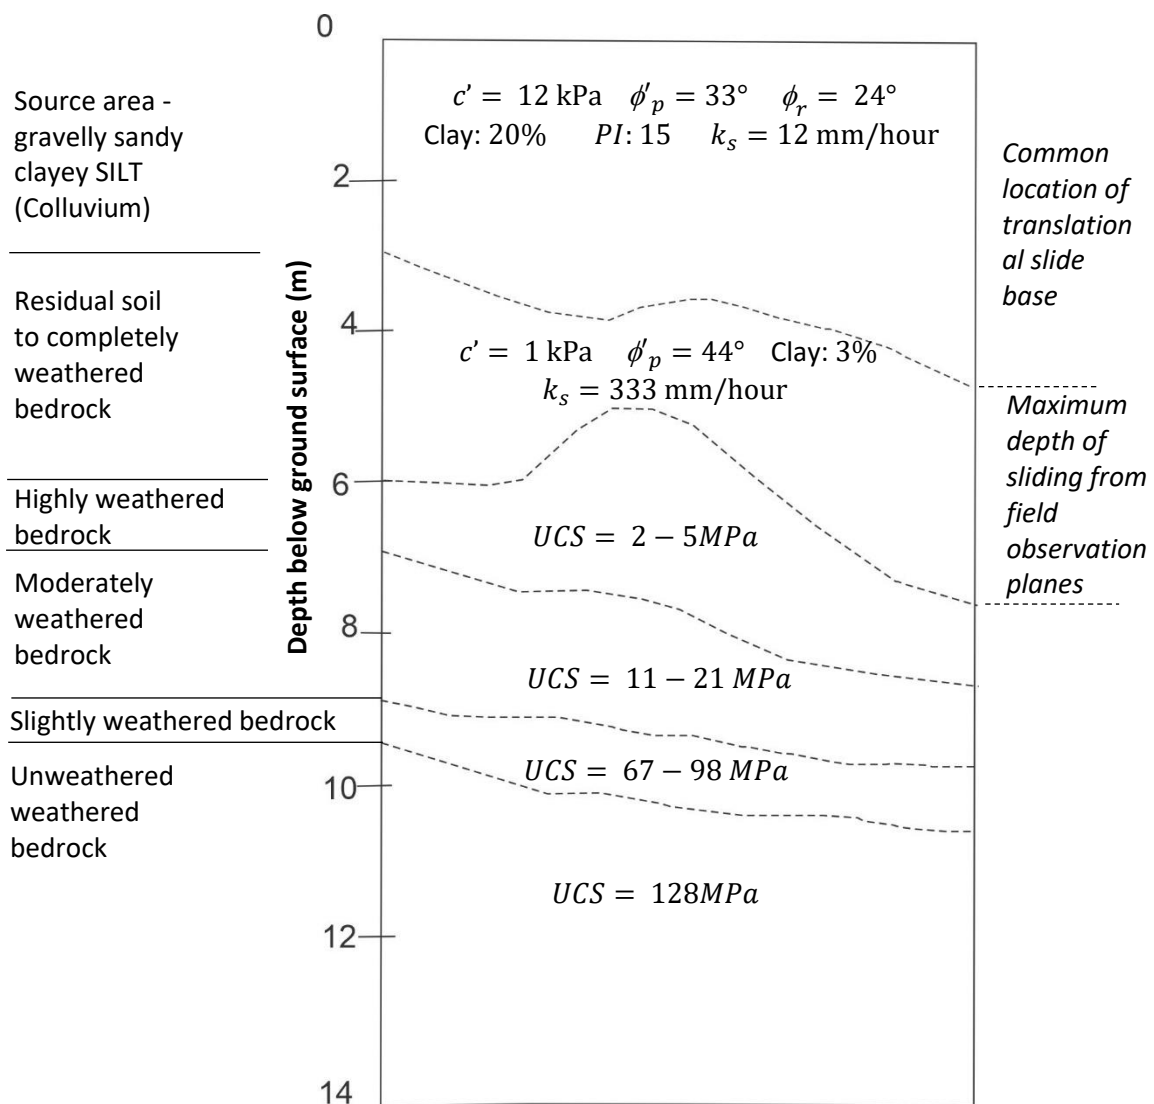 0
Source area -
gravelly sandy
clayey SILT
(Colluvium)
Residual soil
to completely
weathered
bedrock
Highly weathered
bedrock
Moderately
weathered
bedrock
Slightly weathered bedrock
Unweathered
weathered
bedrock
Depth below ground surface (m)
2
4
6
8
10
12
14
c' = 12 kPa ϕ′p = 33° ϕr = 24°
Clay: 20% PI: 15 ks = 12 mm/hour
c' = 1 kPa ϕ′p = 44° Clay: 3%
ks = 333 mm/hour
UCS = 2 – 5MPa
UCS = 11 – 21 MPa
UCS = 67 – 98 MPa
UCS = 128MPa
Common
location of
translation
al slide
base
Maximum
depth of
sliding from
field
observation
planes